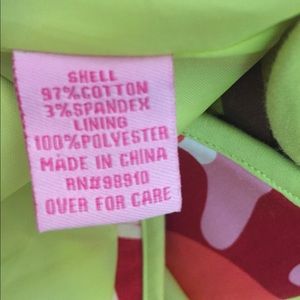 SHELL
97%COTTON
3%SPANDEX
LINING
100%POLYESTER
MADE IN CHINA
RN#98910
OVER FOR CARE